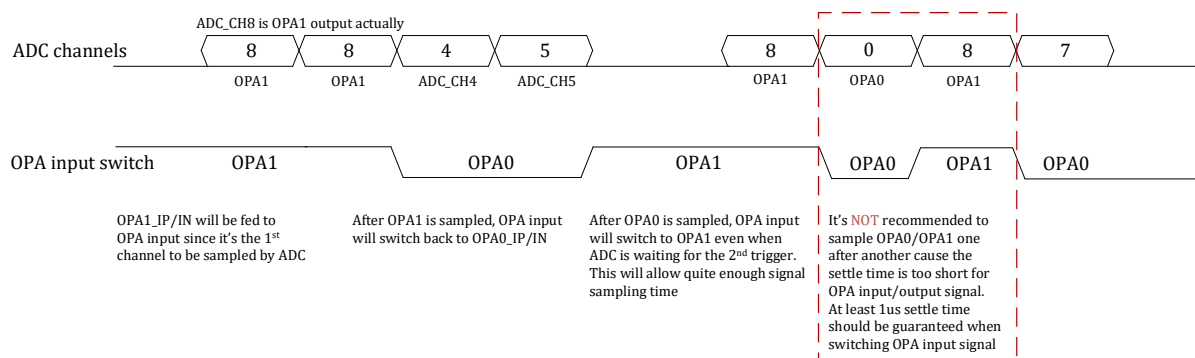 ADC_CH8 is OPA1 output actually
ADC channels
8
8
4
5
8
0
8
7
OPA1
OPA1
ADC_CH4
ADC_CH5
OPA1
OPA0
OPA1
OPA input switch
OPA1
OPA0
OPA1
OPA0
OPA1
OPA0
OPA1_IP/IN will be fed to
OPA input since it's the 1st
channel to be sampled by ADC
After OPA1 is sampled, OPA input
will switch back to OPA0_IP/IN
After OPA0 is sampled, OPA input
will switch to OPA1 even when
ADC is waiting for the 2nd trigger.
This will allow quite enough signal
sampling time
It's NOT recommended to
sample OPA0/OPA1 one
after another cause the
settle time is too short for
OPA input/output signal.
At least 1us settle time
should be guaranteed when
switching OPA input signal